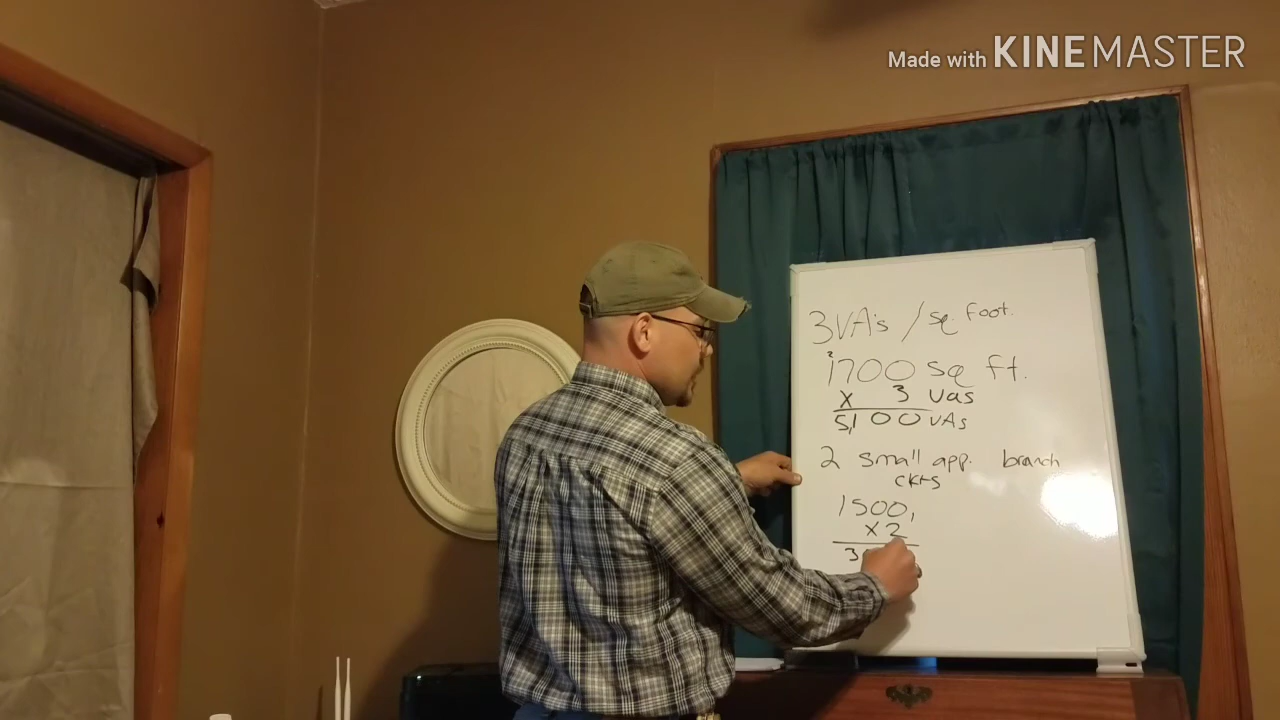 Made with KINEMASTER
3VA's / sq. Foot.
2
1700 sq ft.
x 3 vas
5,100 VAs
2 small app. branch
ckts
1500,
x 2
3